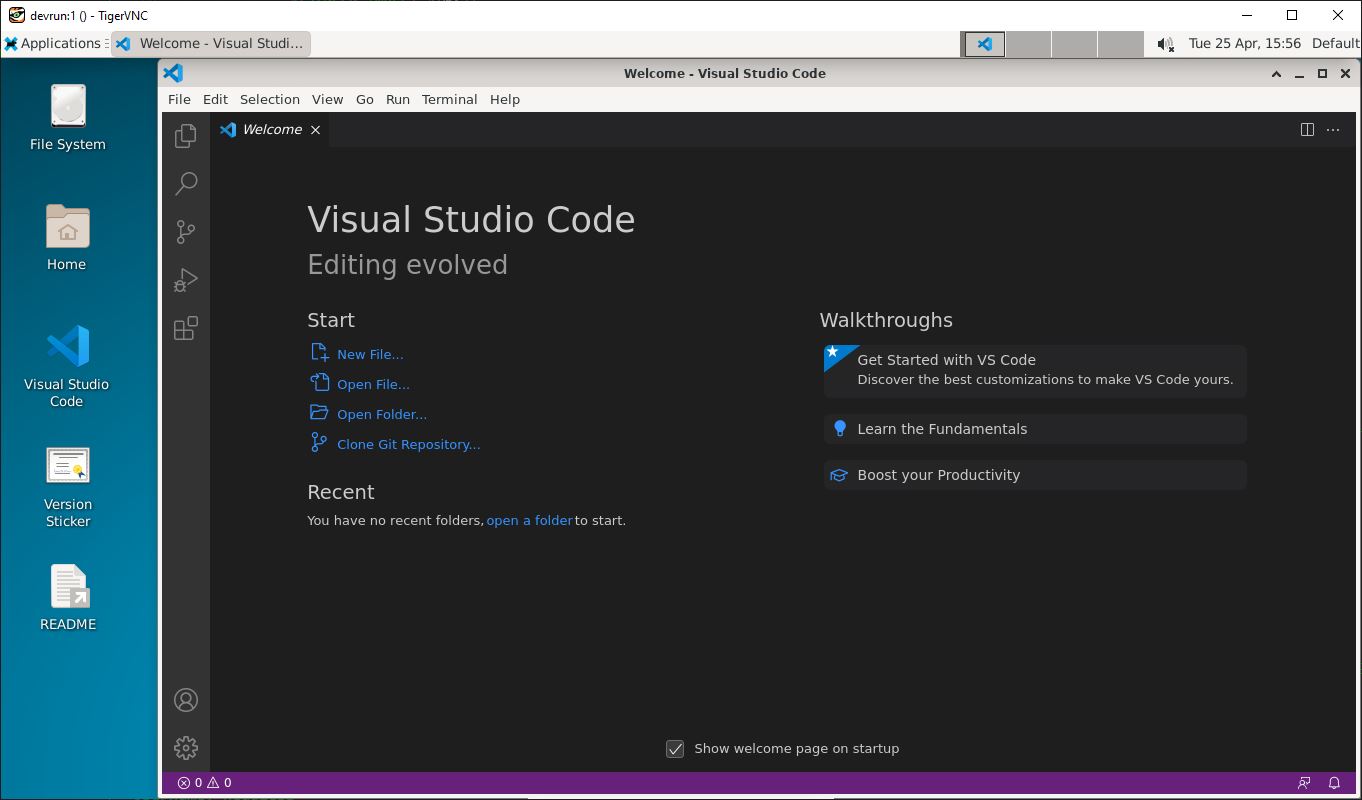 devrun:1 () - TigerVNC
Applications
Welcome - Visual Studi...
Tue 25 Apr, 15:56
Default
Welcome - Visual Studio Code
File Edit Selection View Go Run Terminal Help
Welcome
File System
Home
Visual Studio
Code
Version
Sticker
README
Visual Studio Code
Editing evolved
Start
New File...
Open File...
Open Folder...
Clone Git Repository...
Recent
You have no recent folders, open a folder to start.
Walkthroughs
Get Started with VS Code
Discover the best customizations to make VS Code yours.
Learn the Fundamentals
Boost your Productivity
Show welcome page on startup
0 0